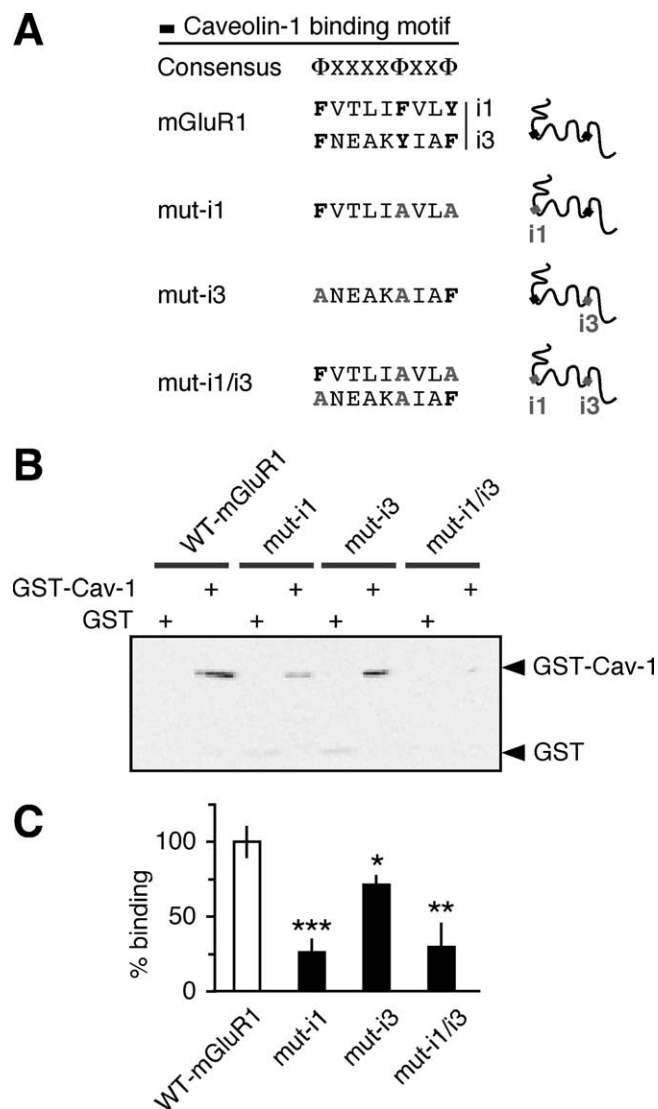 A
Caveolin-1 binding motif
Consensus ΦXXXXΦXXΦ
mGluR1
FVTLIFVLY i1
FNEAKYIAF i3
mut-i1 FVTLIAVLA
i1
mut-i3 ANEAKAIAF
i3
mut-i1/i3
FVTLIAVLA
ANEAKAIAF
i1 i3
B
WT-mGluR1 mut-i1 mut-i3 mut-i1/i3
GST-Cav-1 + + + +
GST + + + +
GST-Cav-1
GST
C
% binding
100
50
0
*** * **
WT-mGluR1 mut-i1 mut-i3 mut-i1/i3